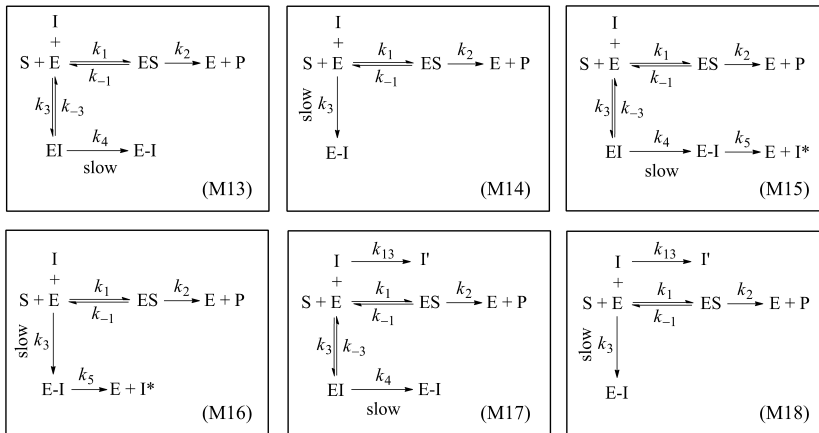 I
+
k1
k2
S + E
ES
E + P
k−1
k3
k−3
k4
EI
E-I
slow
(M13)
I
+
k1
k2
S + E
ES
E + P
k−1
slow
k3
E-I
(M14)
I
+
k1
k2
S + E
ES
E + P
k−1
k3
k−3
k4
k5
EI
E-I
E + I*
slow
(M15)
I
+
k1
k2
S + E
ES
E + P
k−1
slow
k3
k5
E-I
E + I*
(M16)
k13
I
I'
+
k1
k2
S + E
ES
E + P
k−1
k3
k−3
k4
EI
E-I
slow
(M17)
k13
I
I'
+
k1
k2
S + E
ES
E + P
k−1
slow
k3
E-I
(M18)